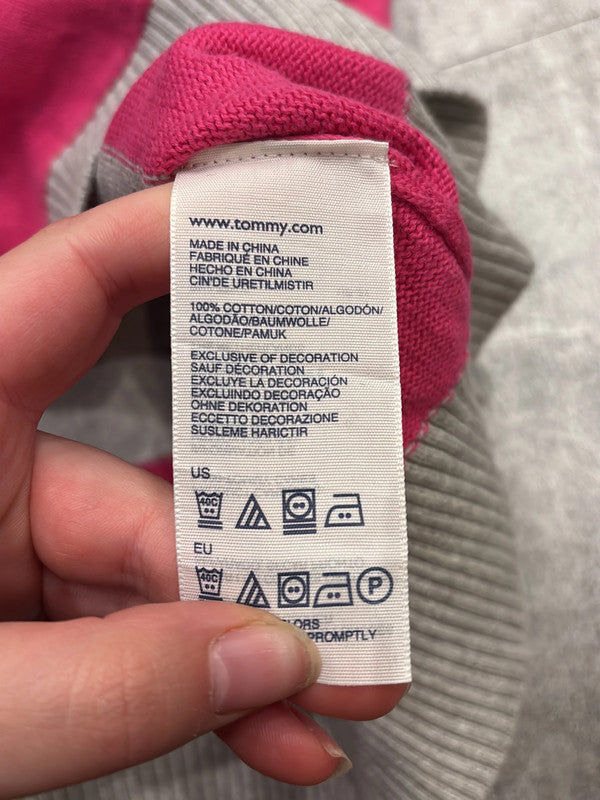 www.tommy.com
MADE IN CHINA
FABRIQUÉ EN CHINE
HECHO EN CHINA
CIN'DE URETILMISTIR
100% COTTON/COTON/ALGODÓN/
ALGODÃO/BAUMWOLLE/
COTONE/PAMUK
EXCLUSIVE OF DECORATION
SAUF DÉCORATION
EXCLUYE LA DECORACIÓN
EXCLUINDO DECORAÇÃO
OHNE DEKORATION
ECCETTO DECORAZIONE
SUSLEME HARICTIR
US
40C
EU
40C P
PROMPTLY